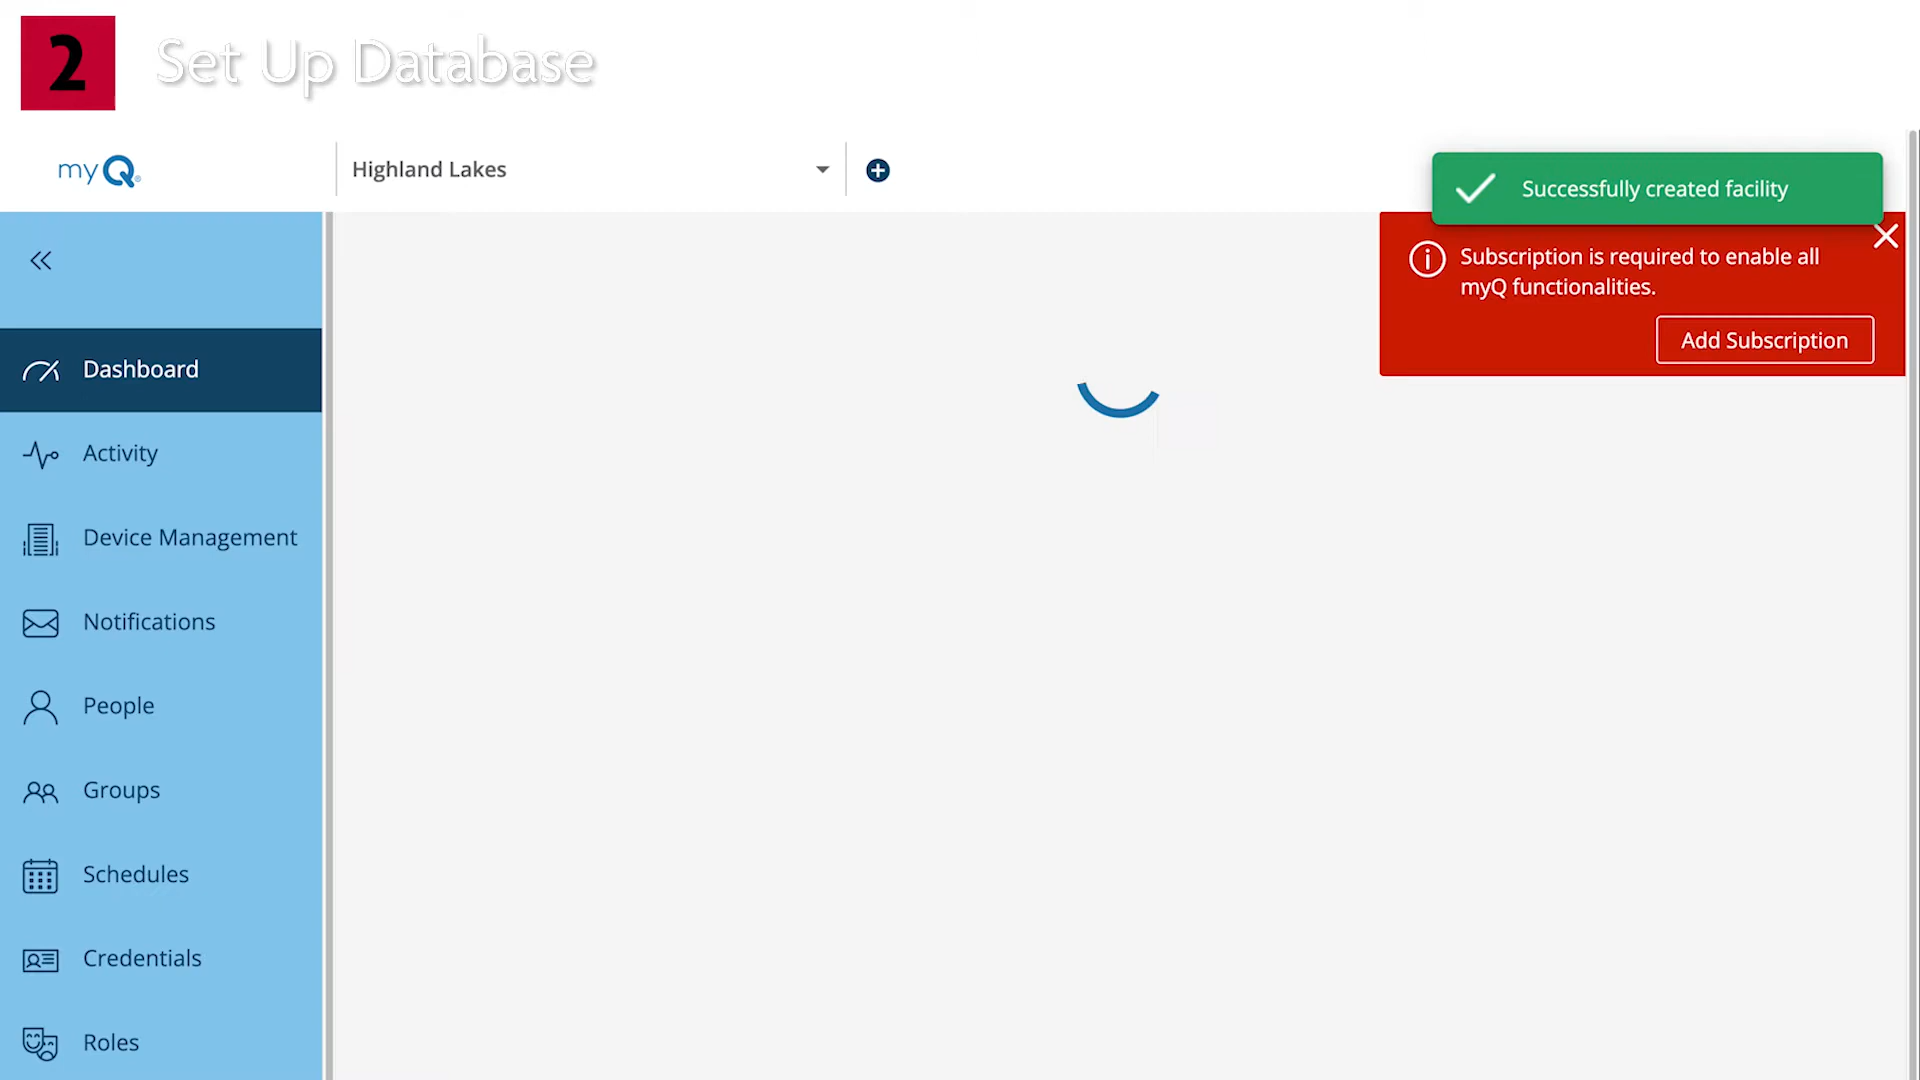 2 Set Up Database
myQ® Highland Lakes
Successfully created facility
Subscription is required to enable all
myQ functionalities.
Add Subscription
Dashboard
Activity
Device Management
Notifications
People
Groups
Schedules
Credentials
Roles